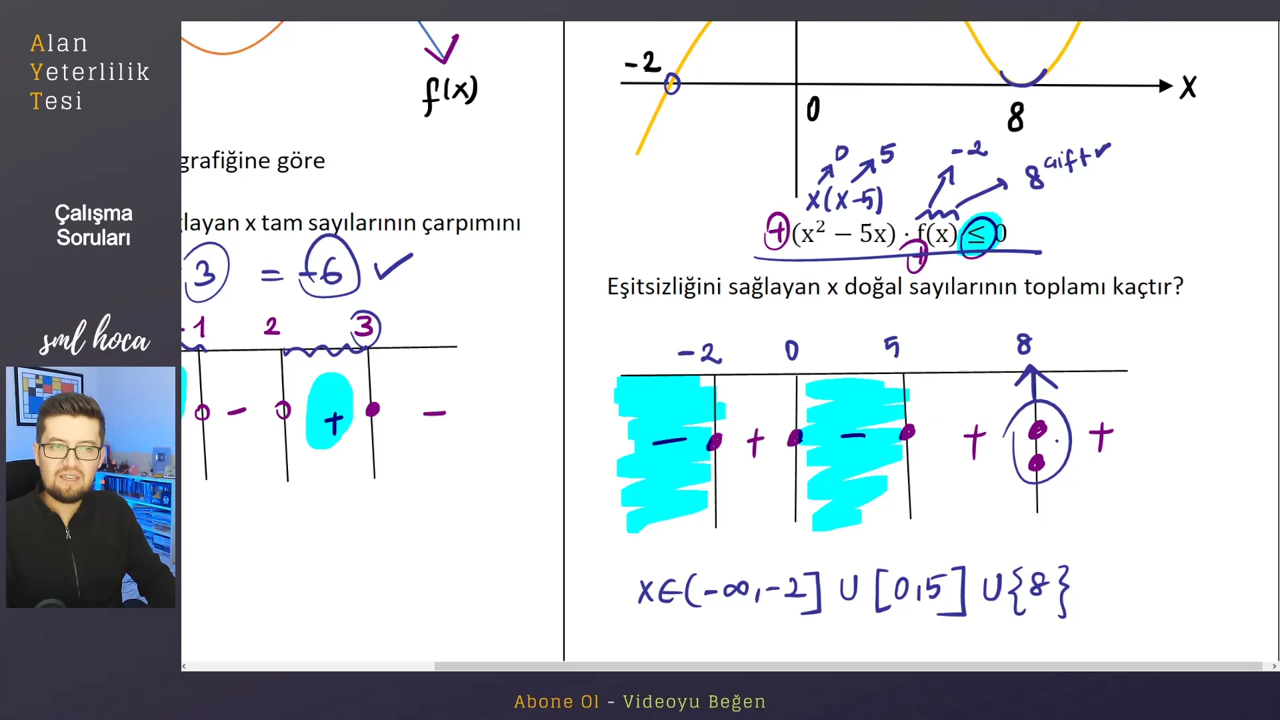 Alan
Yeterlilik
Tesi
Çalışma
Soruları
sml hoca
f(x)
grafiğine göre
ğlayan x tam sayılarının çarpımını
3 = -6 ✓
-1 2 3
- + -
-2
0
8
X
0 5 -2 8 çift ✓
x(x-5)
+ (x² − 5x) · f(x) ≤ 0
+
Eşitsizliğini sağlayan x doğal sayılarının toplamı kaçtır?
-2 0 5 8
- + - + +
x∈(-∞,-2] ∪ [0,5] ∪ {8}
Abone Ol - Videoyu Beğen